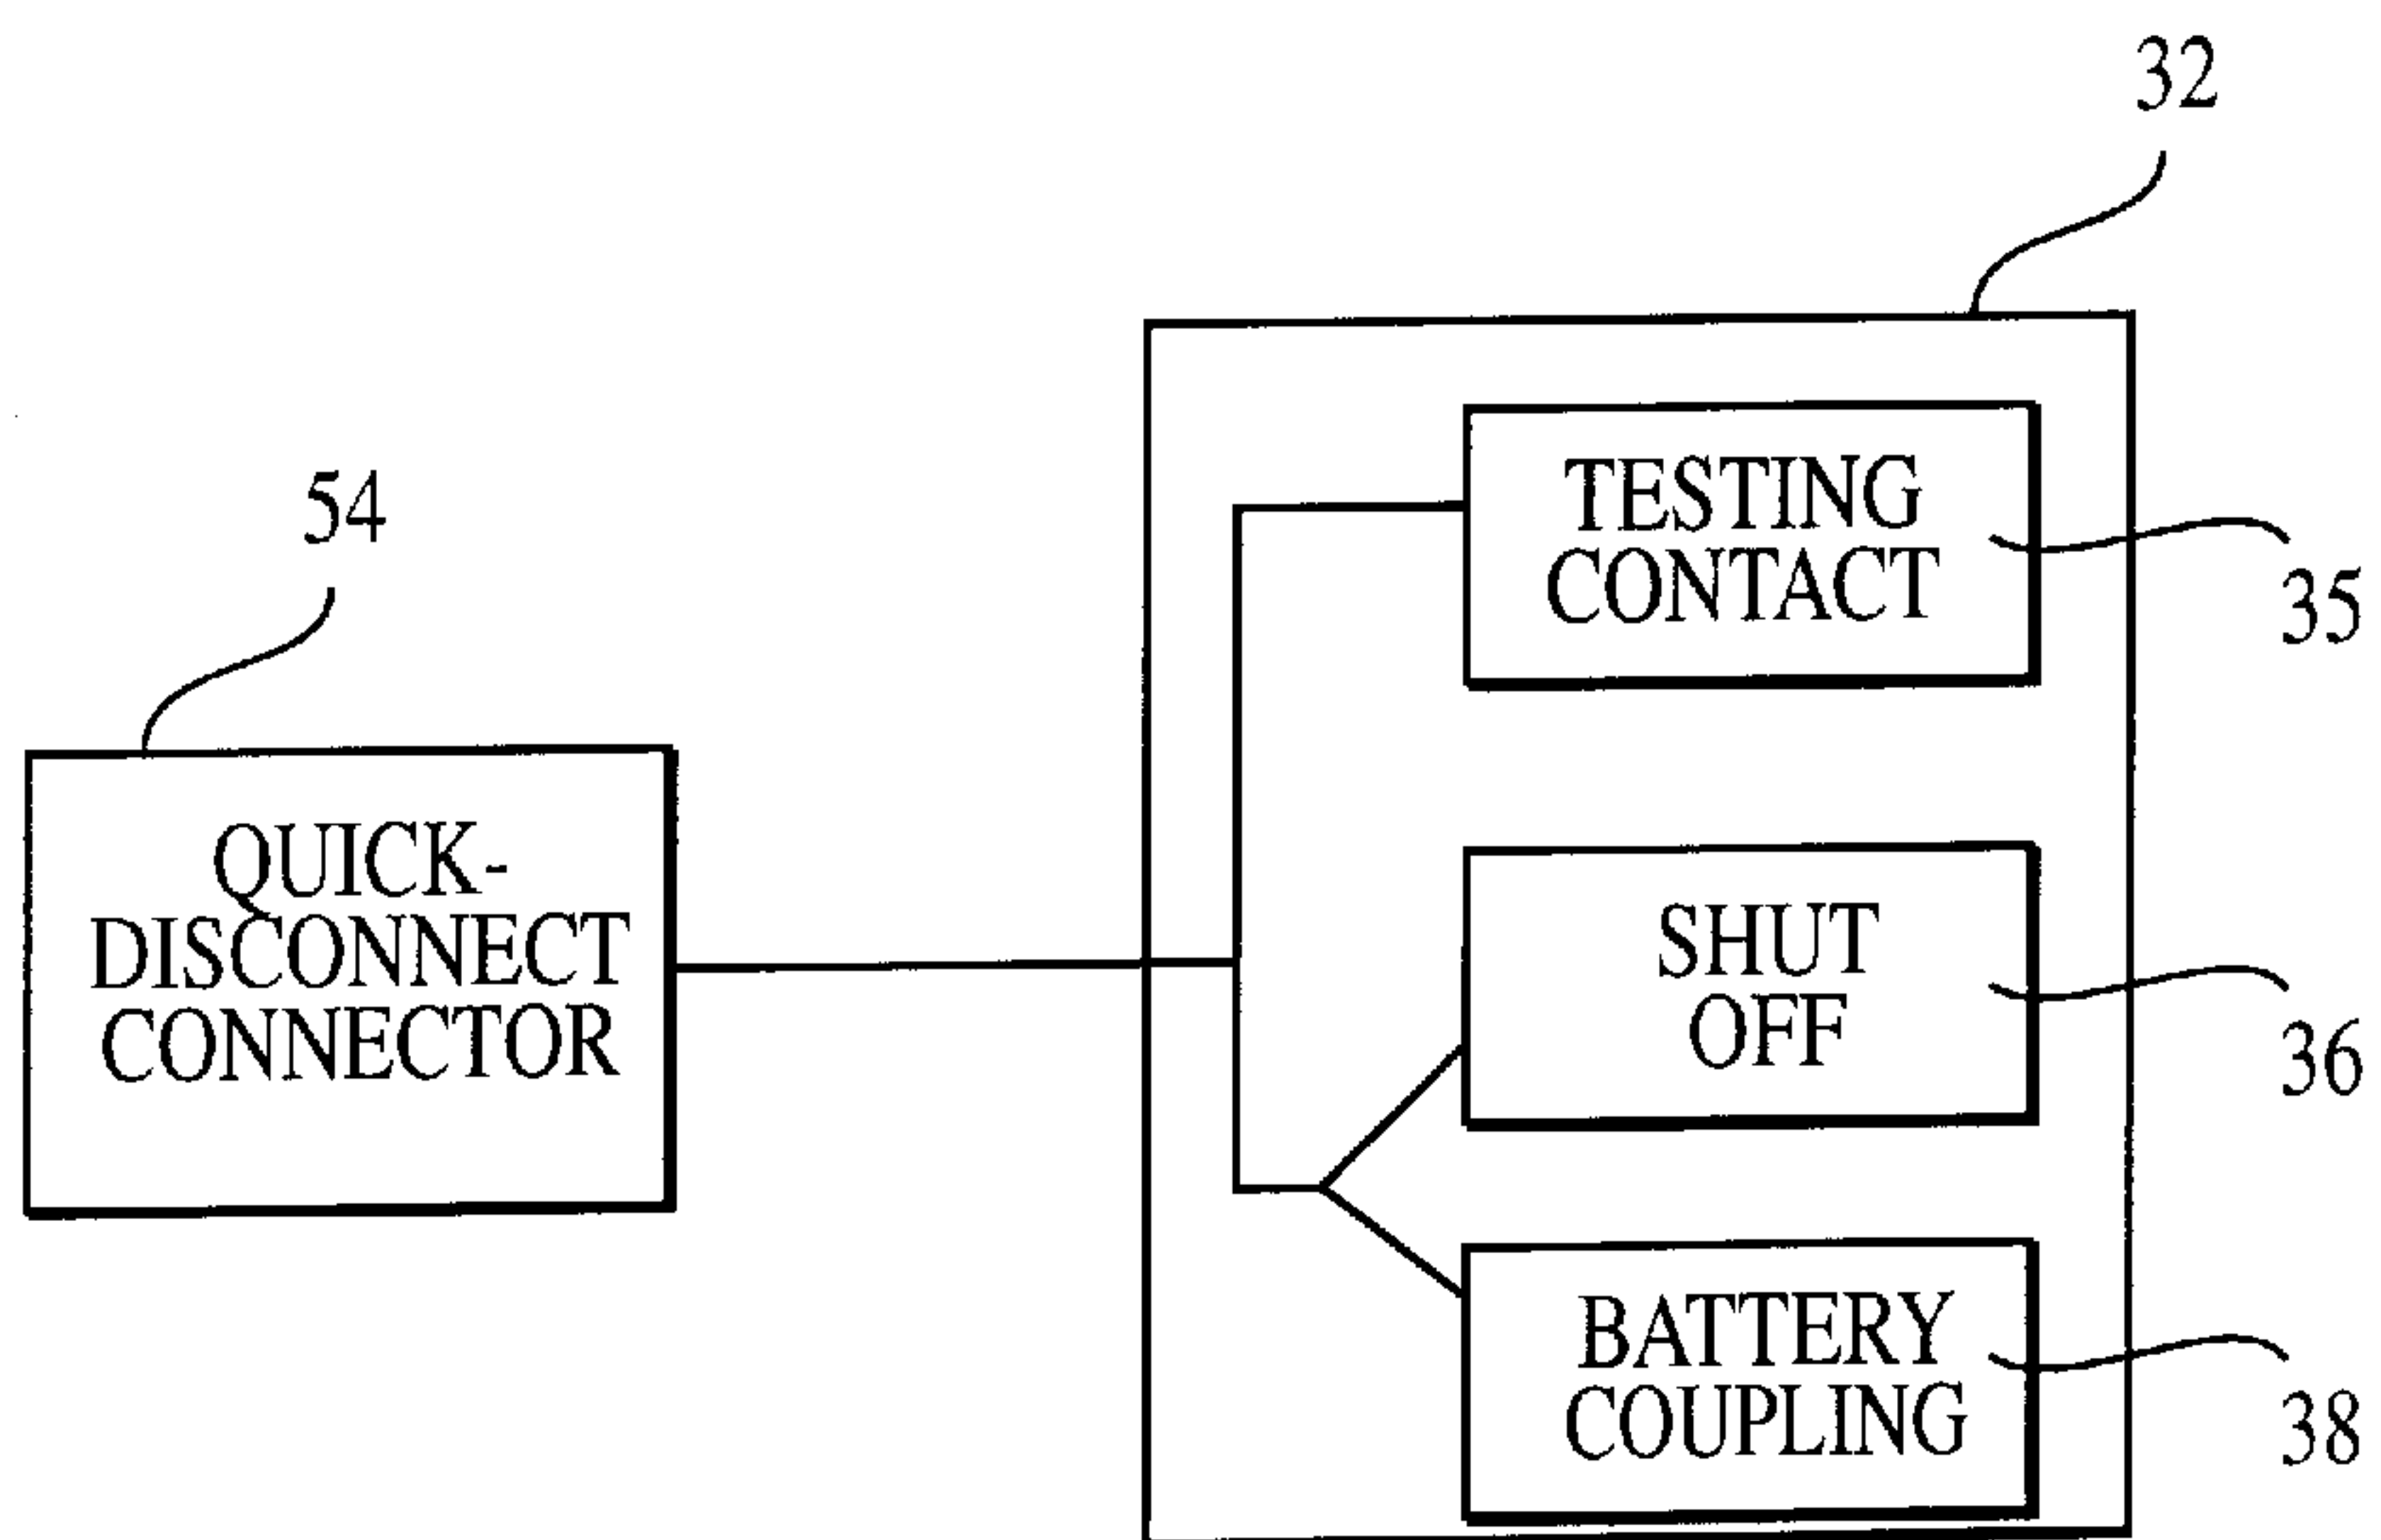 32
TESTING
CONTACT
35
54
QUICK-
DISCONNECT
CONNECTOR
SHUT
OFF
36
BATTERY
COUPLING
38